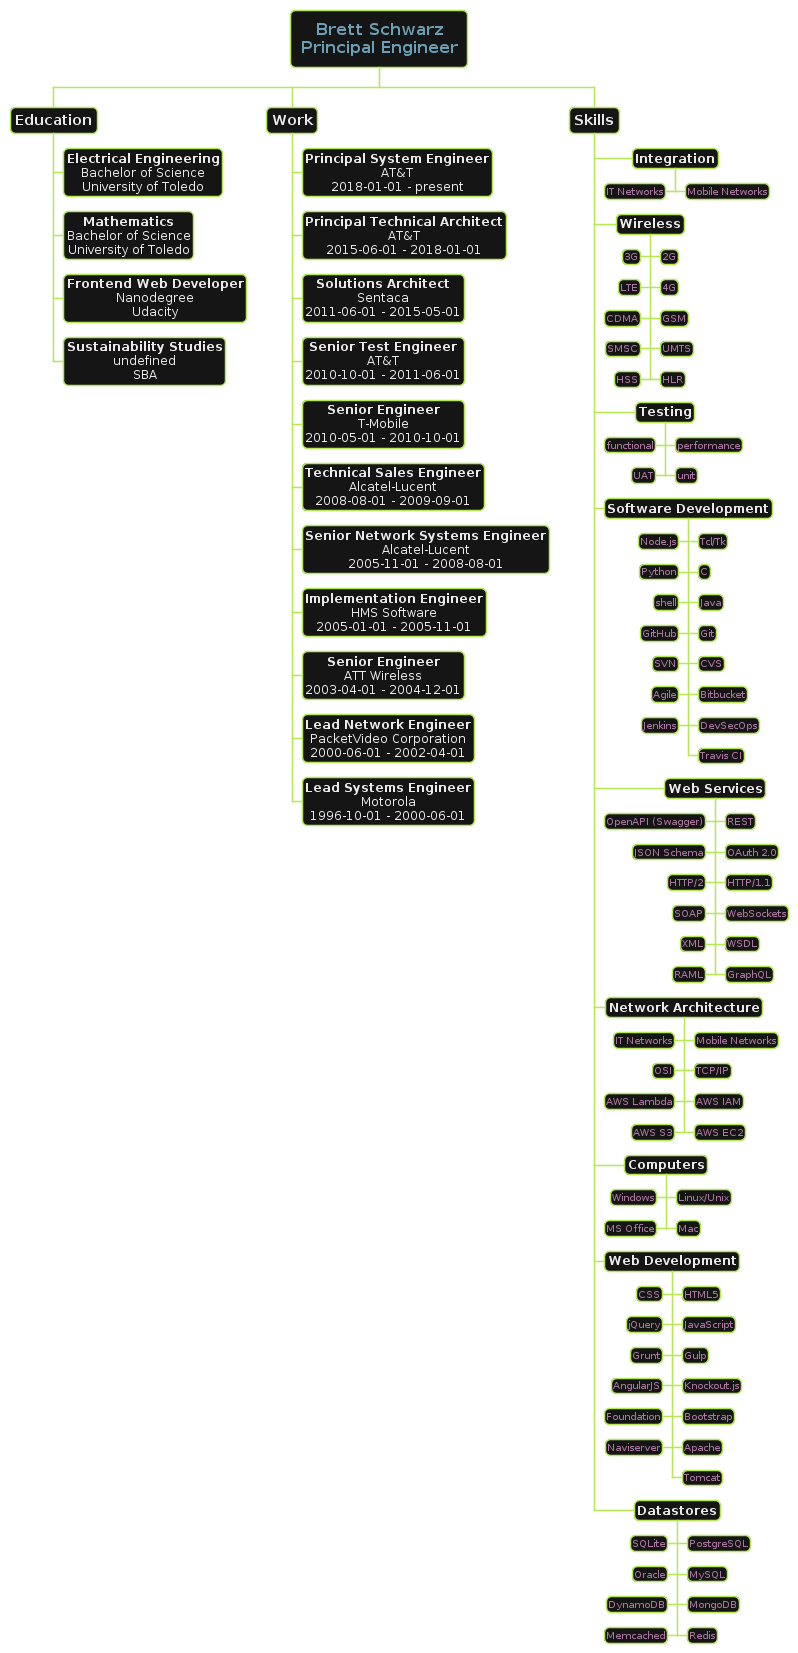 Brett Schwarz
Principal Engineer
Education
Electrical Engineering
Bachelor of Science
University of Toledo
Mathematics
Bachelor of Science
University of Toledo
Frontend Web Developer
Nanodegree
Udacity
Sustainability Studies
undefined
SBA
Work
Principal System Engineer
AT&T
2018-01-01 - present
Principal Technical Architect
AT&T
2015-06-01 - 2018-01-01
Solutions Architect
Sentaca
2011-06-01 - 2015-05-01
Senior Test Engineer
AT&T
2010-10-01 - 2011-06-01
Senior Engineer
T-Mobile
2010-05-01 - 2010-10-01
Technical Sales Engineer
Alcatel-Lucent
2008-08-01 - 2009-09-01
Senior Network Systems Engineer
Alcatel-Lucent
2005-11-01 - 2008-08-01
Implementation Engineer
HMS Software
2005-01-01 - 2005-11-01
Senior Engineer
ATT Wireless
2003-04-01 - 2004-12-01
Lead Network Engineer
PacketVideo Corporation
2000-06-01 - 2002-04-01
Lead Systems Engineer
Motorola
1996-10-01 - 2000-06-01
Skills
Integration
IT Networks Mobile Networks
Wireless
3G 2G
LTE 4G
CDMA GSM
SMSC UMTS
HSS HLR
Testing
functional performance
UAT unit
Software Development
Node.js Tcl/Tk
Python C
shell Java
GitHub Git
SVN CVS
Agile Bitbucket
Jenkins DevSecOps
Travis CI
Web Services
OpenAPI (Swagger) REST
JSON Schema OAuth 2.0
HTTP/2 HTTP/1.1
SOAP WebSockets
XML WSDL
RAML GraphQL
Network Architecture
IT Networks Mobile Networks
OSI TCP/IP
AWS Lambda AWS IAM
AWS S3 AWS EC2
Computers
Windows Linux/Unix
MS Office Mac
Web Development
CSS HTML5
jQuery JavaScript
Grunt Gulp
AngularJS Knockout.js
Foundation Bootstrap
Naviserver Apache
Tomcat
Datastores
SQLite PostgreSQL
Oracle MySQL
DynamoDB MongoDB
Memcached Redis